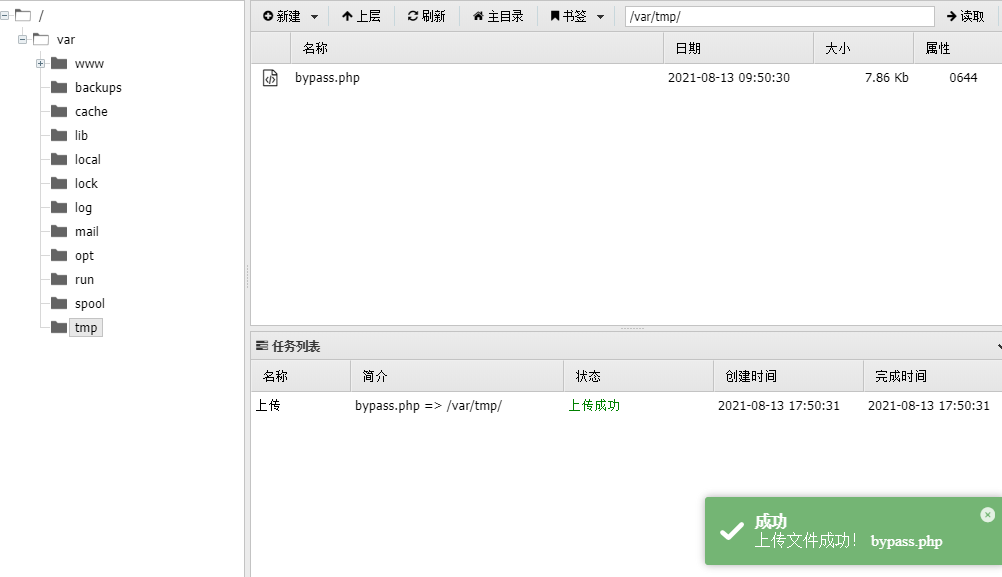 /
var
www
backups
cache
lib
local
lock
log
mail
opt
run
spool
tmp
新建 上层 刷新 主目录 书签 /var/tmp/ 读取
名称 日期 大小 属性
bypass.php 2021-08-13 09:50:30 7.86 Kb 0644
任务列表
名称 简介 状态 创建时间 完成时间
上传 bypass.php => /var/tmp/ 上传成功 2021-08-13 17:50:31 2021-08-13 17:50:31
成功
上传文件成功! bypass.php